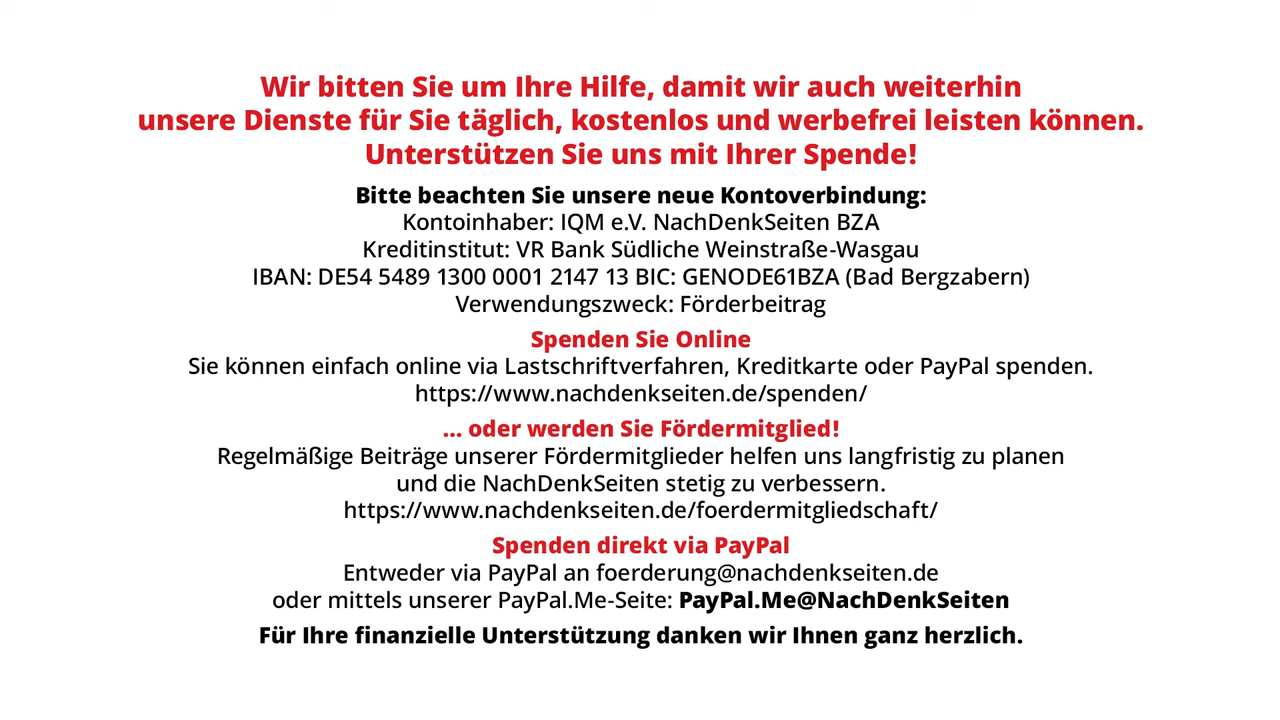 Wir bitten Sie um Ihre Hilfe, damit wir auch weiterhin
unsere Dienste für Sie täglich, kostenlos und werbefrei leisten können.
Unterstützen Sie uns mit Ihrer Spende!
Bitte beachten Sie unsere neue Kontoverbindung:
Kontoinhaber: IQM e.V. NachDenkSeiten BZA
Kreditinstitut: VR Bank Südliche Weinstraße-Wasgau
IBAN: DE54 5489 1300 0001 2147 13 BIC: GENODE61BZA (Bad Bergzabern)
Verwendungszweck: Förderbeitrag
Spenden Sie Online
Sie können einfach online via Lastschriftverfahren, Kreditkarte oder PayPal spenden.
https://www.nachdenkseiten.de/spenden/
... oder werden Sie Fördermitglied!
Regelmäßige Beiträge unserer Fördermitglieder helfen uns langfristig zu planen
und die NachDenkSeiten stetig zu verbessern.
https://www.nachdenkseiten.de/foerdermitgliedschaft/
Spenden direkt via PayPal
Entweder via PayPal an foerderung@nachdenkseiten.de
oder mittels unserer PayPal.Me-Seite: PayPal.Me@NachDenkSeiten
Für Ihre finanzielle Unterstützung danken wir Ihnen ganz herzlich.